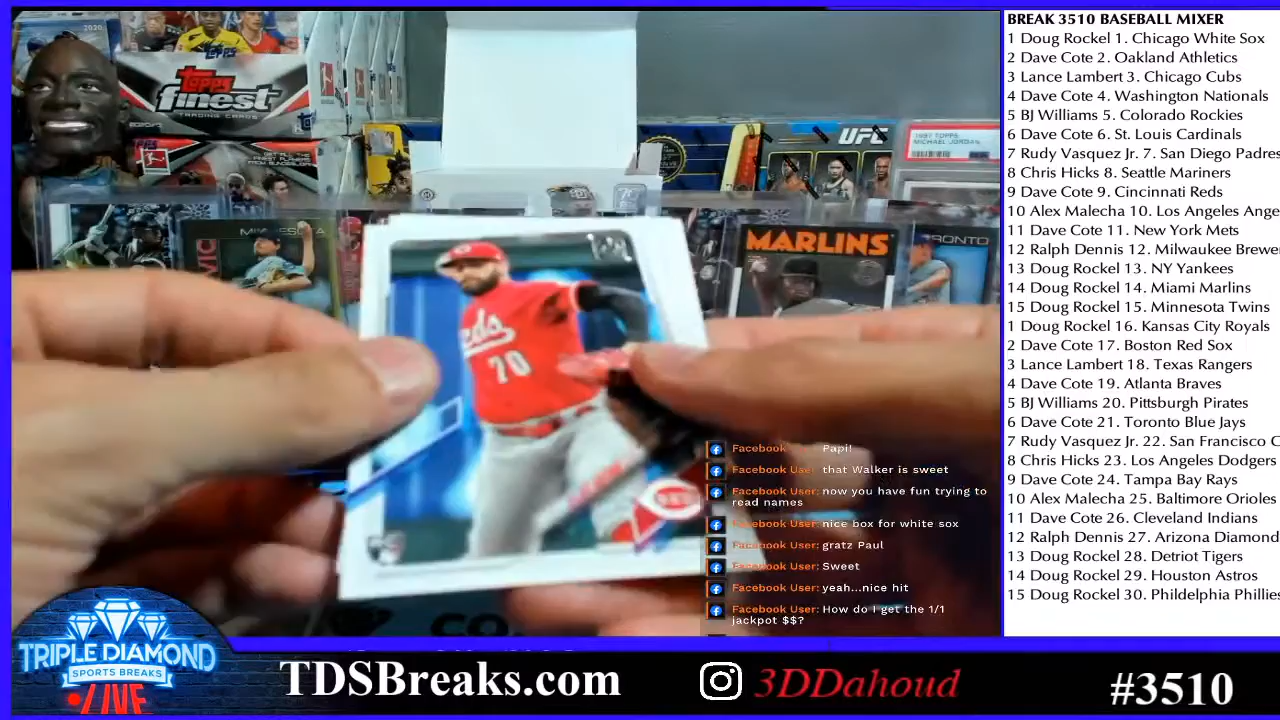 BREAK 3510 BASEBALL MIXER
1 Doug Rockel 1. Chicago White Sox
2 Dave Cote 2. Oakland Athletics
3 Lance Lambert 3. Chicago Cubs
4 Dave Cote 4. Washington Nationals
5 BJ Williams 5. Colorado Rockies
6 Dave Cote 6. St. Louis Cardinals
7 Rudy Vasquez Jr. 7. San Diego Padres
8 Chris Hicks 8. Seattle Mariners
9 Dave Cote 9. Cincinnati Reds
10 Alex Malecha 10. Los Angeles Ange
11 Dave Cote 11. New York Mets
12 Ralph Dennis 12. Milwaukee Brewe
13 Doug Rockel 13. NY Yankees
14 Doug Rockel 14. Miami Marlins
15 Doug Rockel 15. Minnesota Twins
1 Doug Rockel 16. Kansas City Royals
2 Dave Cote 17. Boston Red Sox
3 Lance Lambert 18. Texas Rangers
4 Dave Cote 19. Atlanta Braves
5 BJ Williams 20. Pittsburgh Pirates
6 Dave Cote 21. Toronto Blue Jays
7 Rudy Vasquez Jr. 22. San Francisco C
8 Chris Hicks 23. Los Angeles Dodgers
9 Dave Cote 24. Tampa Bay Rays
10 Alex Malecha 25. Baltimore Orioles
11 Dave Cote 26. Cleveland Indians
12 Ralph Dennis 27. Arizona Diamond
13 Doug Rockel 28. Detriot Tigers
14 Doug Rockel 29. Houston Astros
15 Doug Rockel 30. Phildelphia Phillies
2020
Topps
Topps
finest
TRADING CARDS
UFC
1997 TOPPS
MICHAEL JORDAN
MARLINS
RONTO
eds
70
REDS
CO
Facebook Papi!
Facebook User: that Walker is sweet
Facebook User: now you have fun trying to
read names
Facebook User: nice box for white sox
Facebook User: gratz Paul
Facebook User: Sweet
Facebook User: yeah...nice hit
Facebook User: How do I get the 1/1
jackpot $$?
TRIPLE DIAMOND
SPORTS BREAKS
LIVE
TDSBreaks.com
3DDahoud
#3510